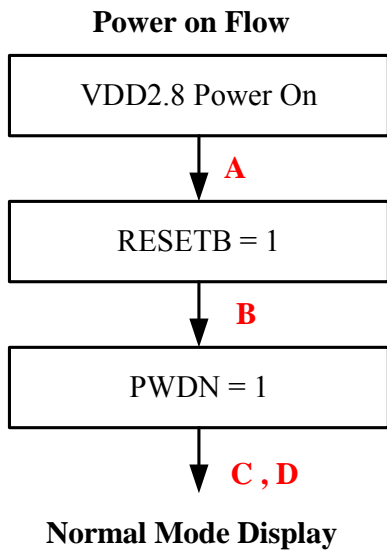 Power on Flow
VDD2.8 Power On
A
RESETB = 1
B
PWDN = 1
C , D
Normal Mode Display